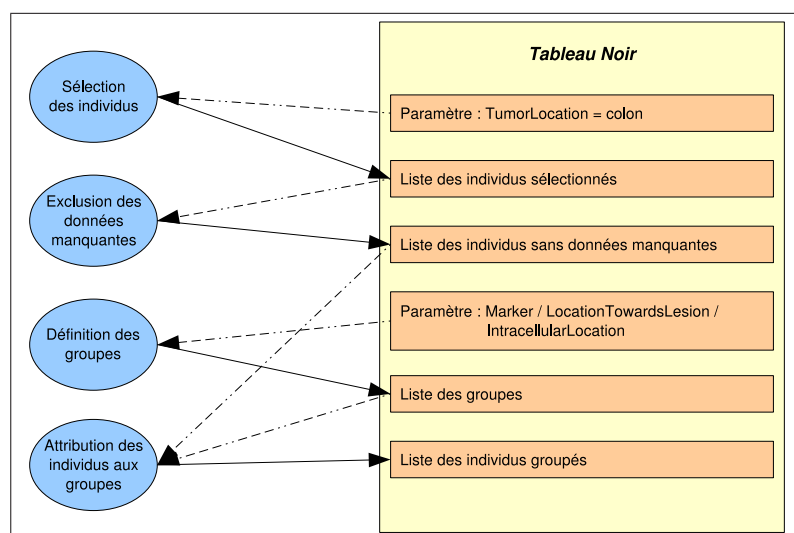 Tableau Noir
Sélection
des individus
Paramètre : TumorLocation = colon
Liste des individus sélectionnés
Exclusion des
données
manquantes
Liste des individus sans données manquantes
Paramètre : Marker / LocationTowardsLesion /
IntracellularLocation
Définition des
groupes
Liste des groupes
Attribution des
individus aux
groupes
Liste des individus groupés